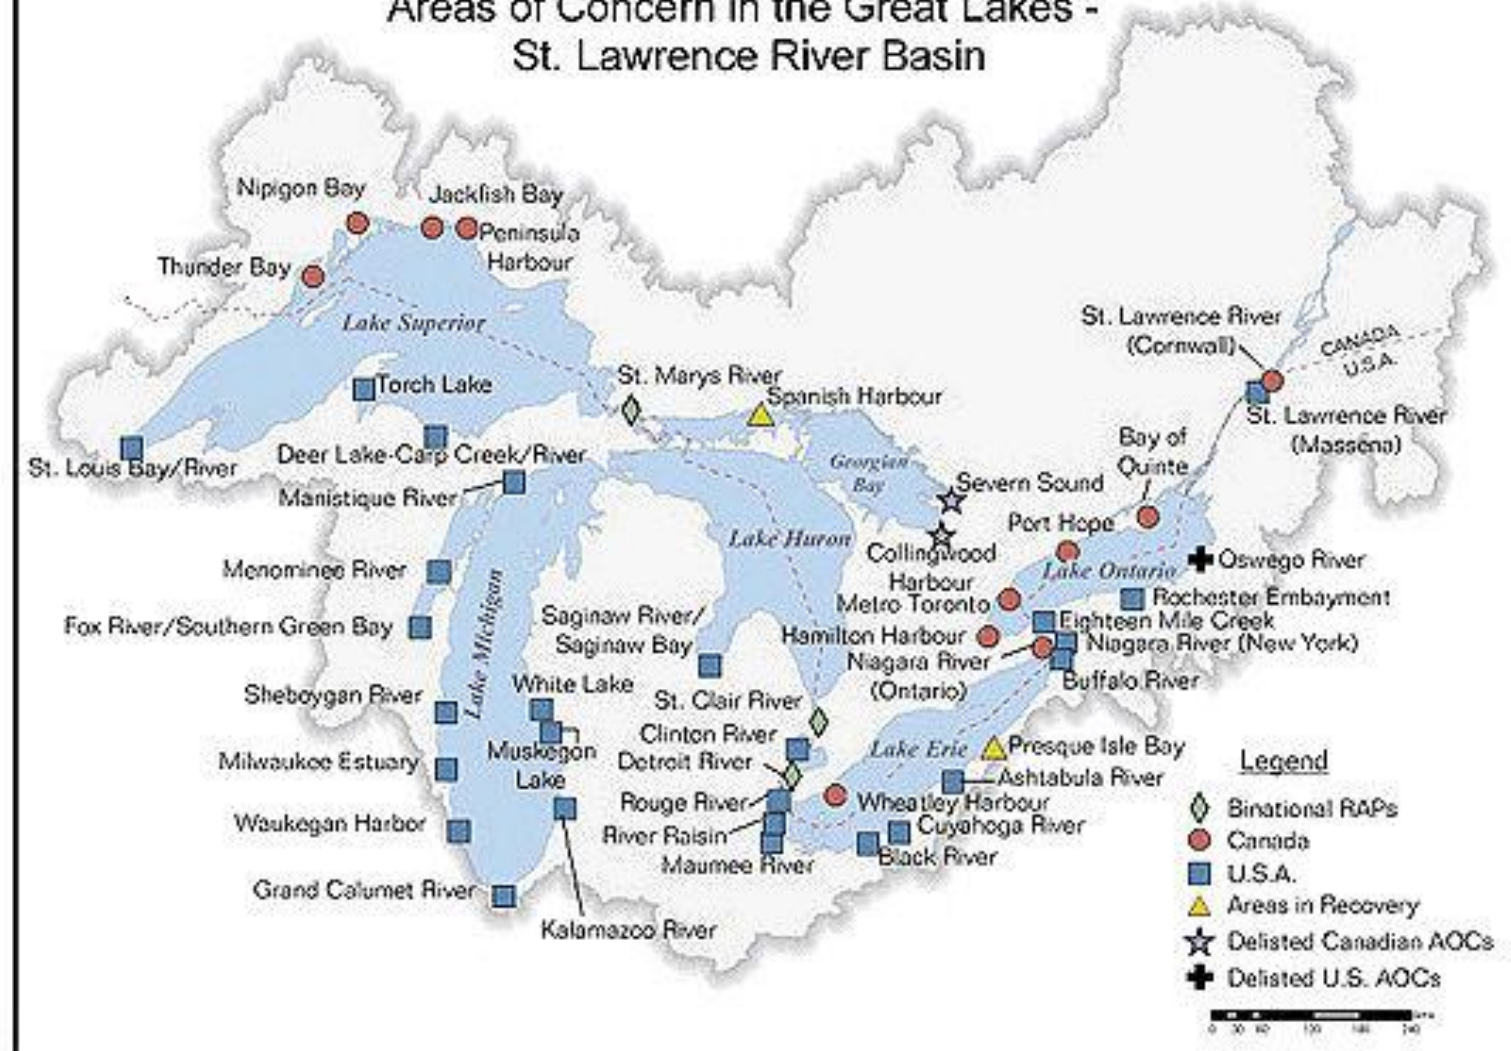 Areas of Concern in the Great Lakes -
St. Lawrence River Basin
Nipigon Bay
Jackfish Bay
Peninsula
Harbour
Thunder Bay
Lake Superior
St. Lawrence River
(Cornwall)
CANADA
U.S.A.
St. Marys River
Torch Lake
Spanish Harbour
St. Lawrence River
(Massena)
Bay of
Quinte
Deer Lake-Carp Creek/River
St. Louis Bay/River
Georgian
Bay
Severn Sound
Manistique River
Port Hope
Lake Huron
Collingwood
Harbour
Oswego River
Menominee River
Lake Ontario
Metro Toronto
Rochester Embayment
Saginaw River/
Saginaw Bay
Fox River/Southern Green Bay
Lake Michigan
Eighteen Mile Creek
Hamilton Harbour
Niagara River (New York)
Niagara River
(Ontario)
Buffalo River
White Lake
Sheboygan River
St. Clair River
Clinton River
Muskegon
Lake
Lake Erie
Presque Isle Bay
Milwaukee Estuary
Detroit River
Ashtabula River
Rouge River
Wheatley Harbour
Waukegan Harbor
River Raisin
Cuyahoga River
Maumee River
Black River
Grand Calumet River
Kalamazoo River
Legend
Binational RAPs
Canada
U.S.A.
Areas in Recovery
Delisted Canadian AOCs
Delisted U.S. AOCs